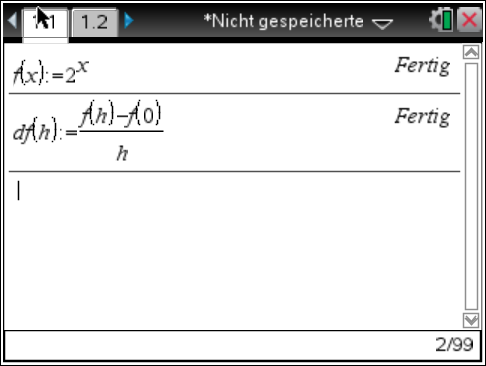 1.1 1.2 *Nicht gespeicherte
f(x):=2^x Fertig
df(h):=(f(h)-f(0))/h Fertig
2/99